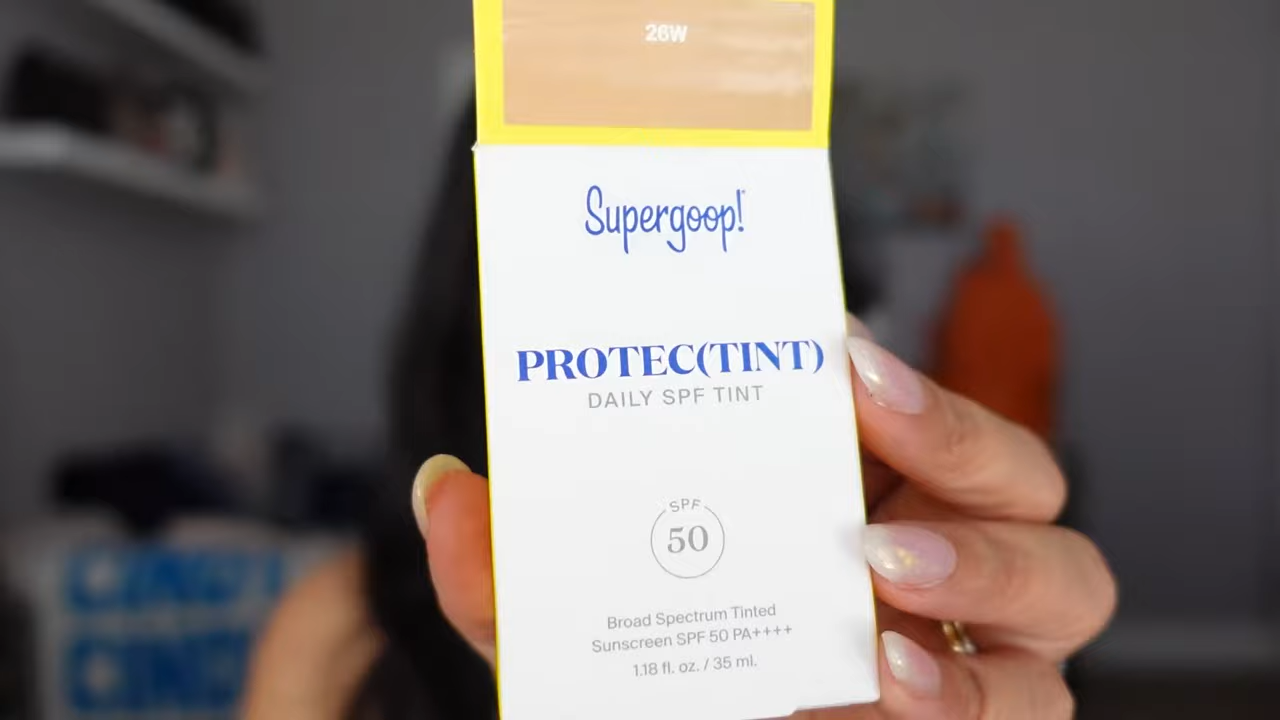 26W
Supergoop!
PROTEC(TINT)
DAILY SPF TINT
SPF
50
Broad Spectrum Tinted
Sunscreen SPF 50 PA++++
1.18 fl. oz. / 35 ml.